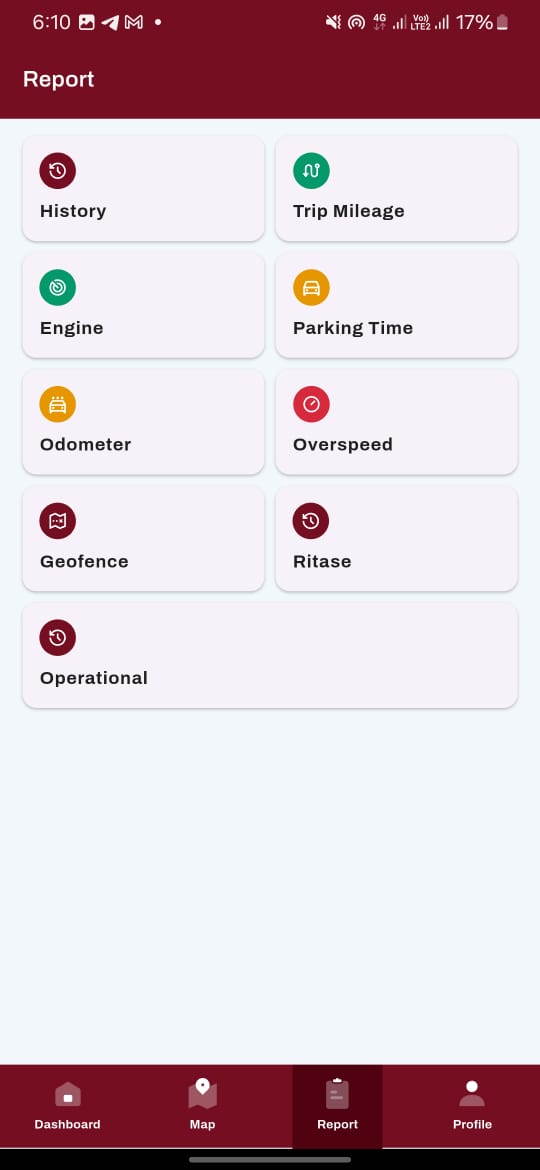 6:10 4G Vo)) LTE2 17%
Report
History
Trip Mileage
Engine
Parking Time
Odometer
Overspeed
Geofence
Ritase
Operational
Dashboard
Map
Report
Profile